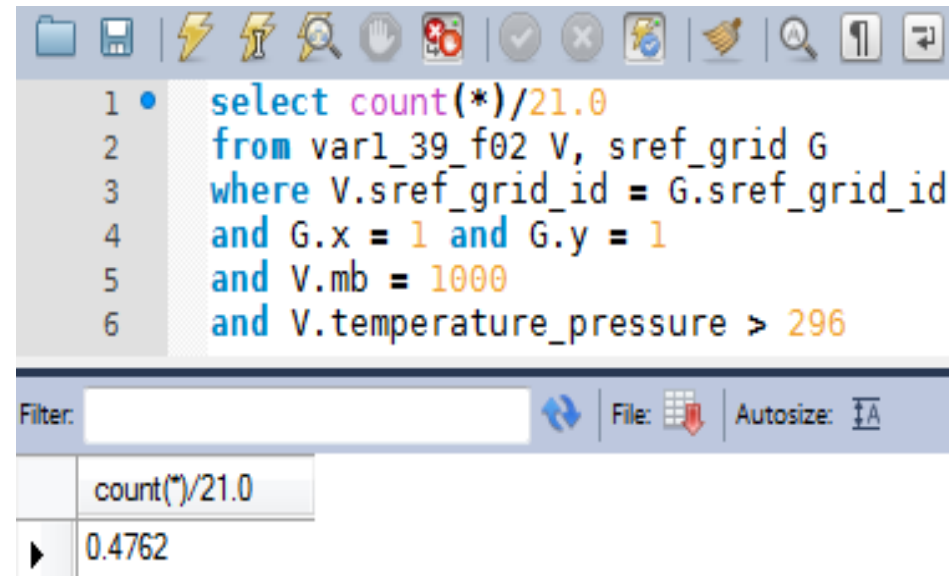 1 select count(*)/21.0
2 from var1_39_f02 V, sref_grid G
3 where V.sref_grid_id = G.sref_grid_id
4 and G.x = 1 and G.y = 1
5 and V.mb = 1000
6 and V.temperature_pressure > 296
Filter: File: Autosize:
count(*)/21.0
0.4762